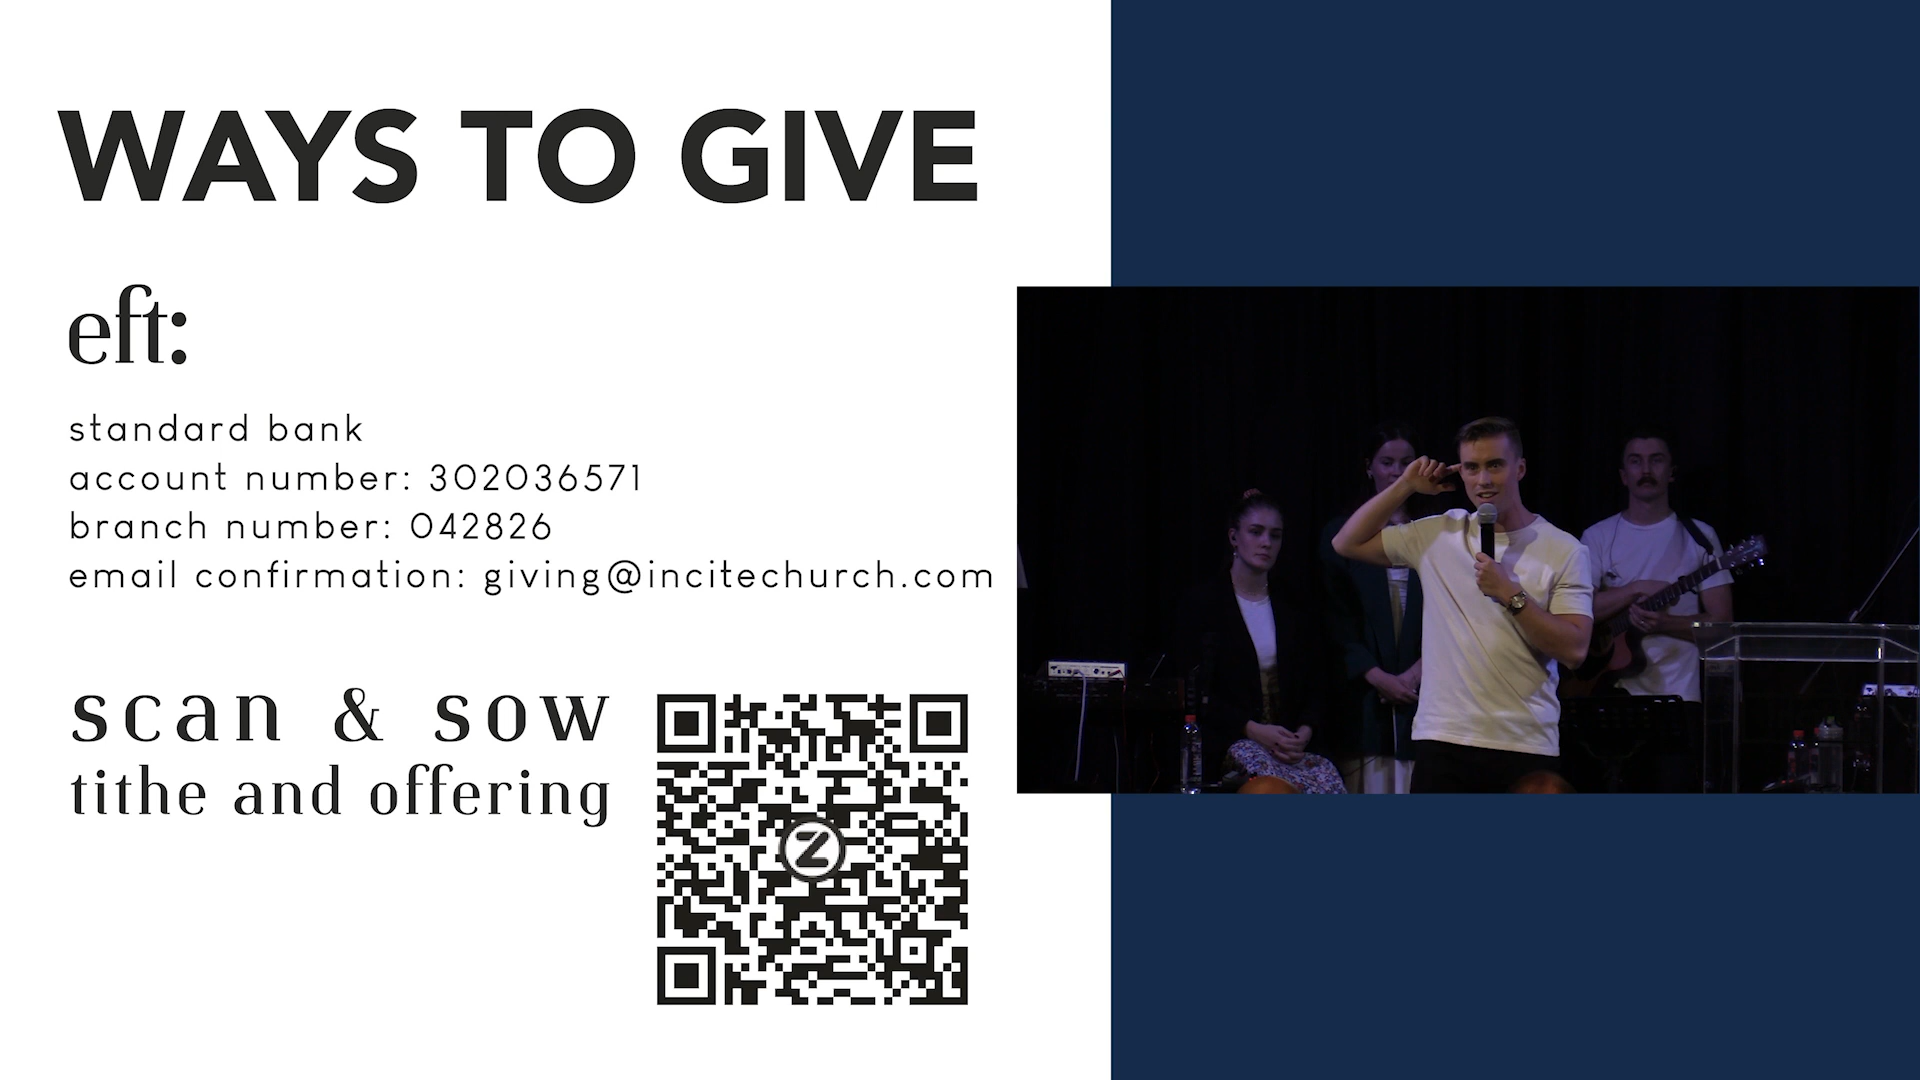 WAYS TO GIVE
eft:
standard bank
account number: 302036571
branch number: 042826
email confirmation: giving@incitechurch.com
scan & sow
tithe and offering
Z